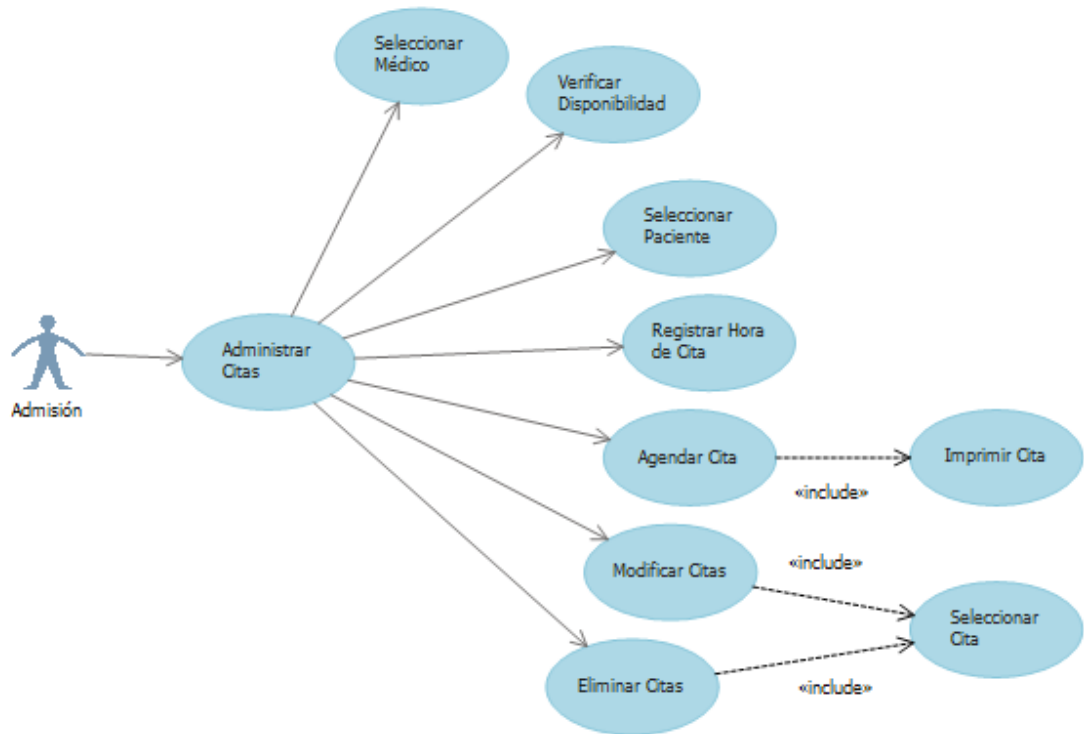 Seleccionar
Médico
Verificar
Disponibilidad
Seleccionar
Paciente
Registrar Hora
de Cita
Administrar
Citas
Admisión
Agendar Cita
Imprimir Cita
«include»
Modificar Citas
«include»
Seleccionar
Cita
Eliminar Citas
«include»